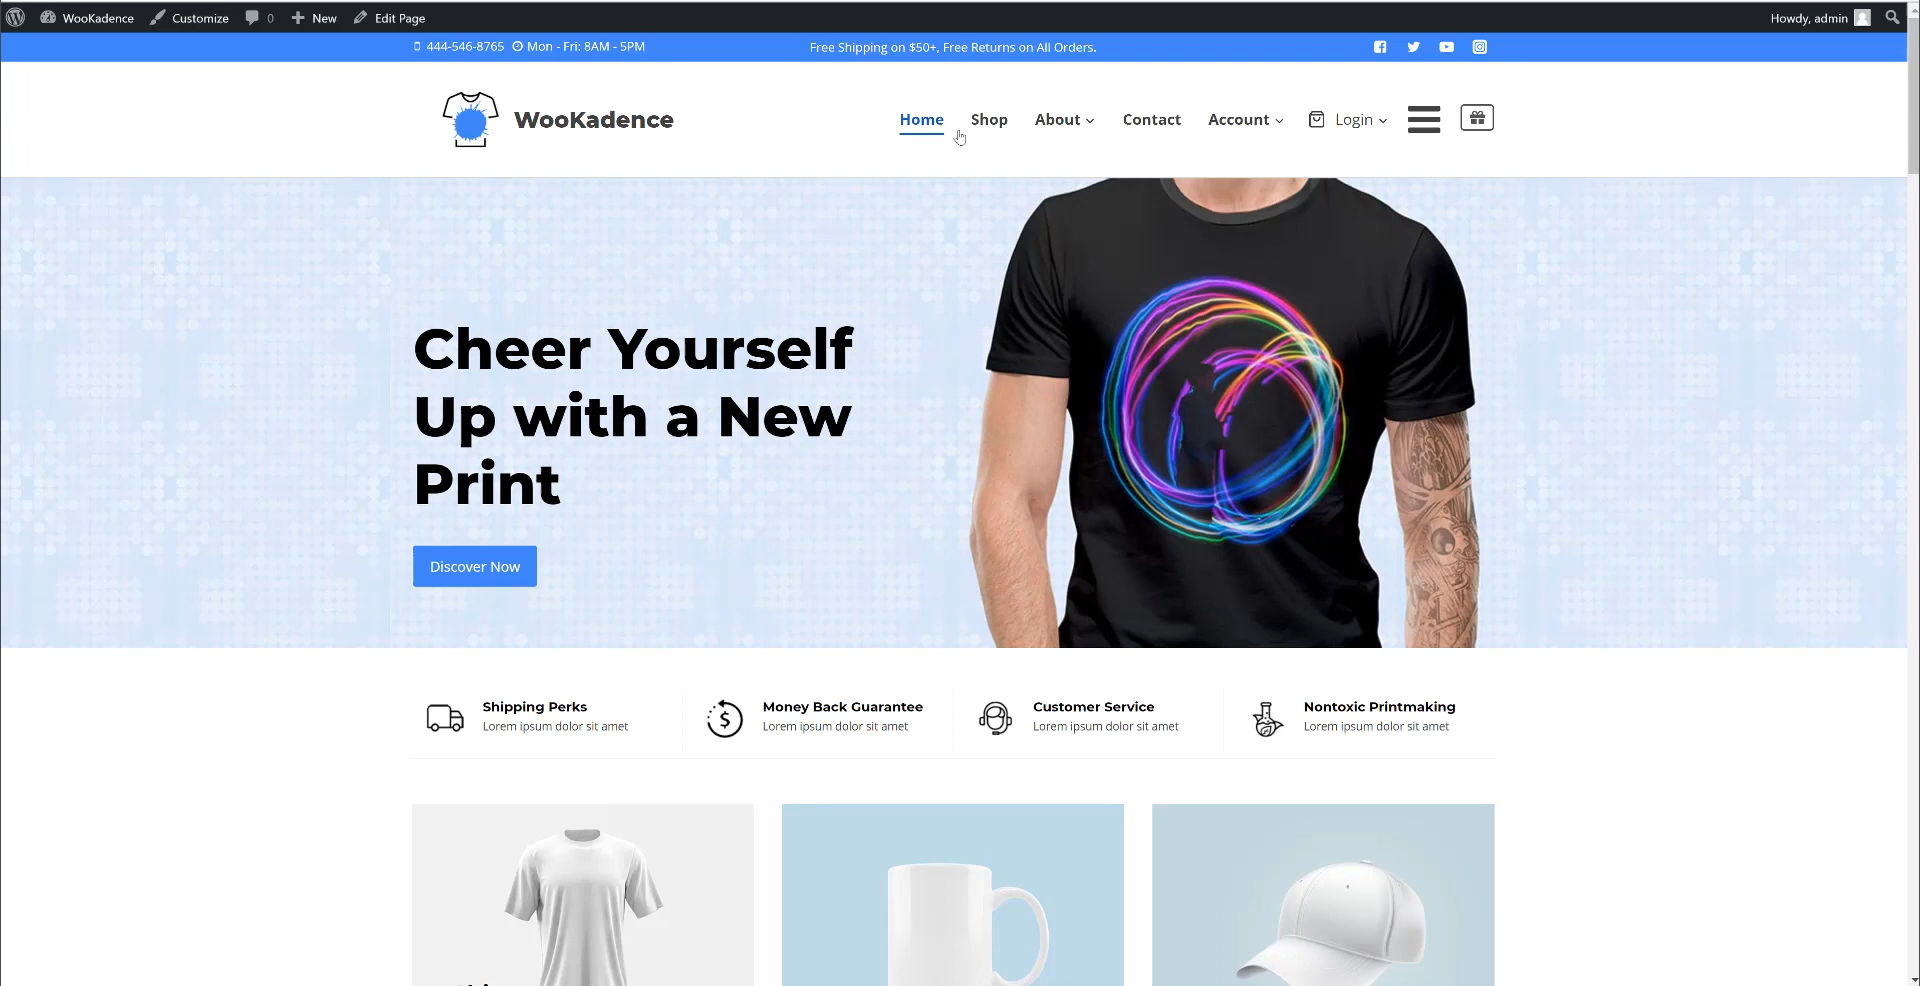 WooKadence Customize 0 New Edit Page Howdy, admin
444-546-8765 Mon - Fri: 8AM - 5PM Free Shipping on $50+, Free Returns on All Orders.
WooKadence Home Shop About Contact Account Login
Cheer Yourself
Up with a New
Print
Discover Now
Shipping Perks
Lorem ipsum dolor sit amet
Money Back Guarantee
Lorem ipsum dolor sit amet
Customer Service
Lorem ipsum dolor sit amet
Nontoxic Printmaking
Lorem ipsum dolor sit amet